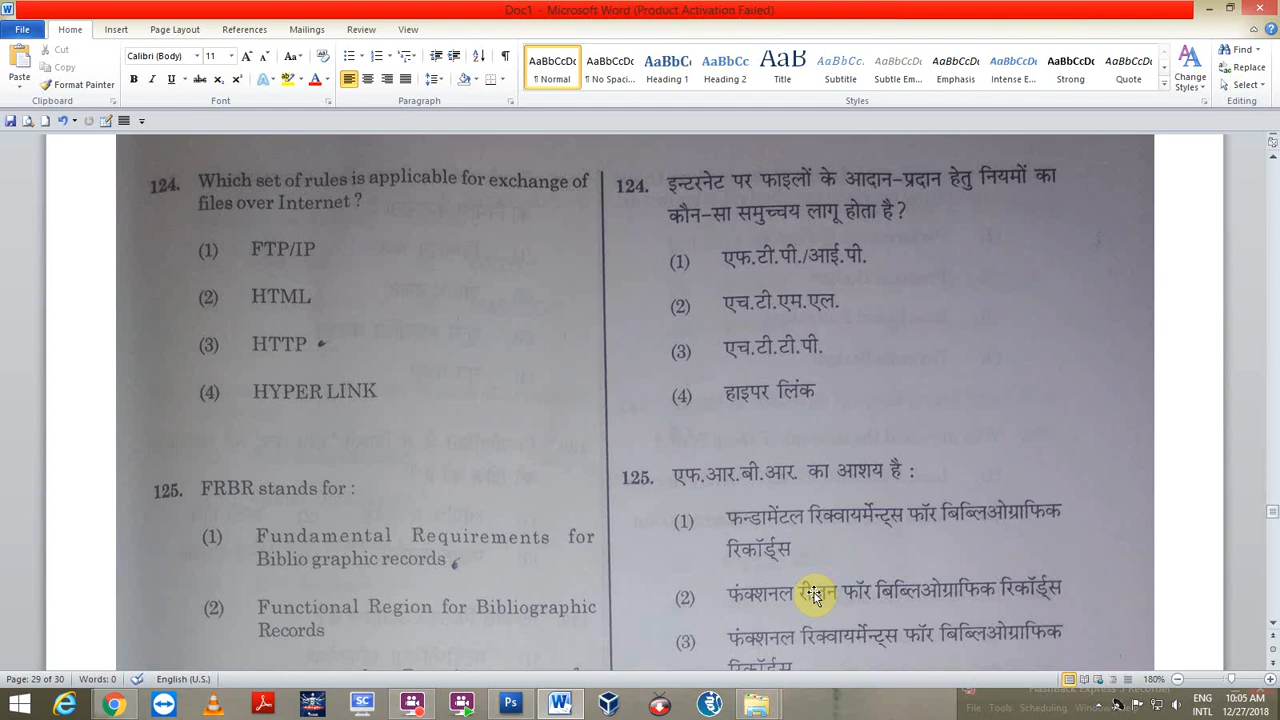 Doc1 - Microsoft Word (Product Activation Failed)
File Home Insert Page Layout References Mailings Review View
Paste
Cut
Copy
Format Painter
Clipboard
Calibri (Body) 11
Font
Paragraph
AaBbCcDc AaBbCcDc AaBbC AaBbCc AaB AaBbCc. AaBbCcDc AaBbCcDc AaBbCcDc AaBbCcDc AaBbCcDc
¶ Normal ¶ No Spaci... Heading 1 Heading 2 Title Subtitle Subtle Em... Emphasis Intense E... Strong Quote
Styles
Change
Styles
Find
Replace
Select
Editing
124. Which set of rules is applicable for exchange of
files over Internet ?
(1) FTP/IP
(2) HTML
(3) HTTP
(4) HYPER LINK
125. FRBR stands for :
(1) Fundamental Requirements for
Biblio graphic records
(2) Functional Region for Bibliographic
Records
124. इन्टरनेट पर फाइलों के आदान-प्रदान हेतु नियमों का
कौन-सा समुच्चय लागू होता है ?
(1) एफ.टी.पी./आई.पी.
(2) एच.टी.एम.एल.
(3) एच.टी.टी.पी.
(4) हाइपर लिंक
125. एफ.आर.बी.आर. का आशय है :
(1) फन्डामेंटल रिक्वायर्मेन्ट्स फॉर बिब्लिओग्राफिक
रिकॉर्ड्स
(2) फंक्शनल रीजन फॉर बिब्लिओग्राफिक रिकॉर्ड्स
(3) फंक्शनल रिक्वायर्मेन्ट्स फॉर बिब्लिओग्राफिक
रिकॉर्ड्स
Page: 29 of 30 Words: 0 English (U.S.) 180%
File Tools Scheduling
ENG
INTL
10:05 AM
12/27/2018